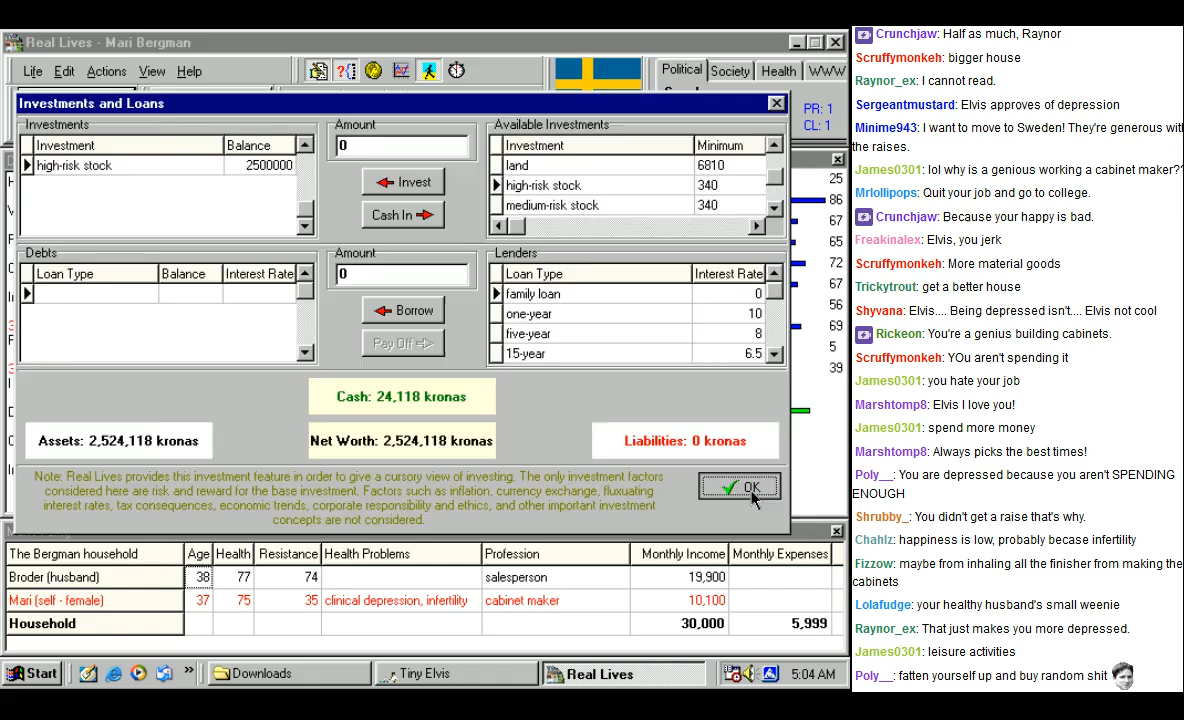 Real Lives - Mari Bergman
Life Edit Actions View Help
Political Society Health WWW
PR: 1
CL: 1
Investments and Loans
Investments
Investment Balance
high-risk stock 2500000
Amount
0
Invest
Cash In
Available Investments
Investment Minimum
land 6810
high-risk stock 340
medium-risk stock 340
Debts
Loan Type Balance Interest Rate
Amount
0
Borrow
Pay Off
Lenders
Loan Type Interest Rate
family loan 0
one-year 10
five-year 8
15-year 6.5
Cash: 24,118 kronas
Assets: 2,524,118 kronas
Net Worth: 2,524,118 kronas
Liabilities: 0 kronas
Note: Real Lives provides this investment feature in order to give a cursory view of investing. The only investment factors
considered here are risk and reward for the base investment. Factors such as inflation, currency exchange, fluxuating
interest rates, tax consequences, economic trends, corporate responsibility and ethics, and other important investment
concepts are not considered.
OK
25
86
67
65
72
67
56
69
5
39
The Bergman household Age Health Resistance Health Problems Profession Monthly Income Monthly Expenses
Broder (husband) 38 77 74 salesperson 19,900
Mari (self - female) 37 75 35 clinical depression, infertility cabinet maker 10,100
Household 30,000 5,999
Start Downloads Tiny Elvis Real Lives 5:04 AM
Crunchjaw: Half as much, Raynor
Scruffymonkeh: bigger house
Raynor_ex: I cannot read.
Sergeantmustard: Elvis approves of depression
Minime943: I want to move to Sweden! They're generous with
the raises.
James0301: lol why is a genious working a cabinet maker??
Mrlollipops: Quit your job and go to college.
Crunchjaw: Because your happy is bad.
Freakinalex: Elvis, you jerk
Scruffymonkeh: More material goods
Trickytrout: get a better house
Shyvana: Elvis.... Being depressed isn't.... Elvis not cool
Rickeon: You're a genius building cabinets.
Scruffymonkeh: YOu aren't spending it
James0301: you hate your job
Marshtomp8: Elvis I love you!
James0301: spend more money
Marshtomp8: Always picks the best times!
Poly__: You are depressed because you aren't SPENDING
ENOUGH
Shrubby_: You didn't get a raise that's why.
Chahlz: happiness is low, probably becase infertility
Fizzow: maybe from inhaling all the finisher from making the
cabinets
Lolafudge: your healthy husband's small weenie
Raynor_ex: That just makes you more depressed.
James0301: leisure activities
Poly__: fatten yourself up and buy random shit